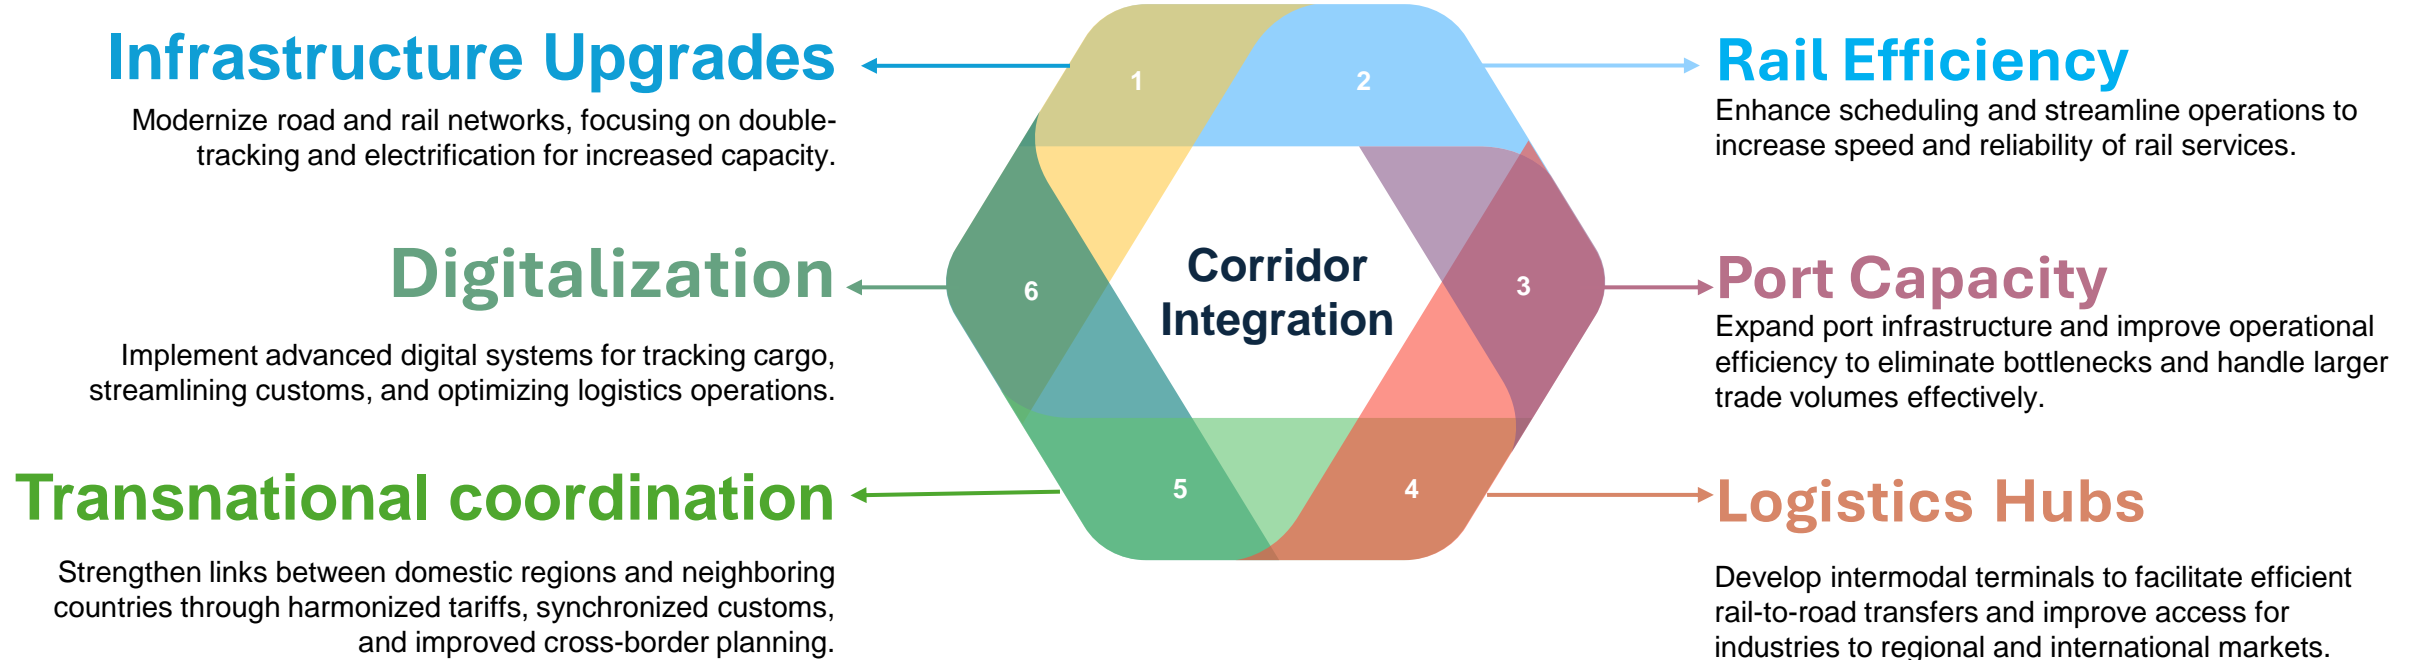 Infrastructure Upgrades
Modernize road and rail networks, focusing on double-
tracking and electrification for increased capacity.
1
2
Rail Efficiency
Enhance scheduling and streamline operations to
increase speed and reliability of rail services.
Digitalization
Implement advanced digital systems for tracking cargo,
streamlining customs, and optimizing logistics operations.
6
Corridor
Integration
3
Port Capacity
Expand port infrastructure and improve operational
efficiency to eliminate bottlenecks and handle larger
trade volumes effectively.
Transnational coordination
Strengthen links between domestic regions and neighboring
countries through harmonized tariffs, synchronized customs,
and improved cross-border planning.
5
4
Logistics Hubs
Develop intermodal terminals to facilitate efficient
rail-to-road transfers and improve access for
industries to regional and international markets.